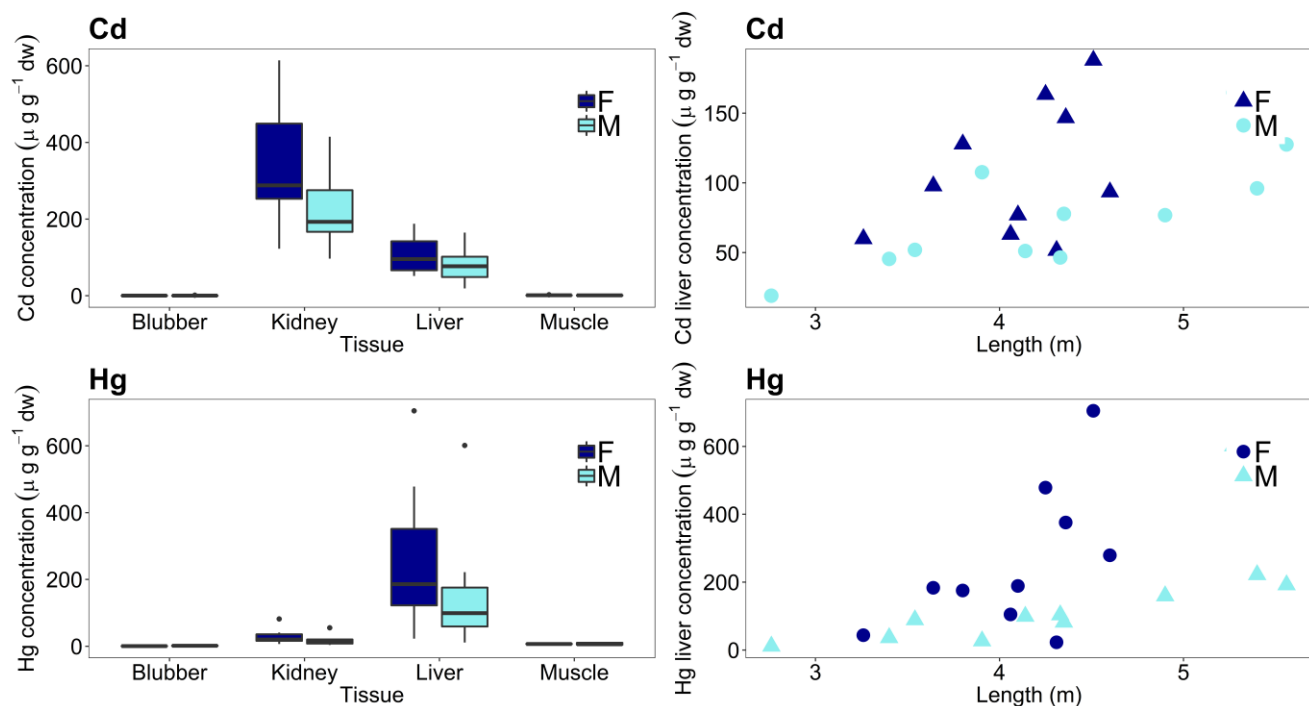 Cd
Cd concentration (μ g g⁻¹ dw)
600
400
200
0
F
M
Blubber Kidney Liver Muscle
Tissue
Cd
Cd liver concentration (μ g g⁻¹ dw)
150
100
50
F
M
3 4 5
Length (m)
Hg
Hg concentration (μ g g⁻¹ dw)
600
400
200
0
F
M
Blubber Kidney Liver Muscle
Tissue
Hg
Hg liver concentration (μ g g⁻¹ dw)
600
400
200
0
F
M
3 4 5
Length (m)